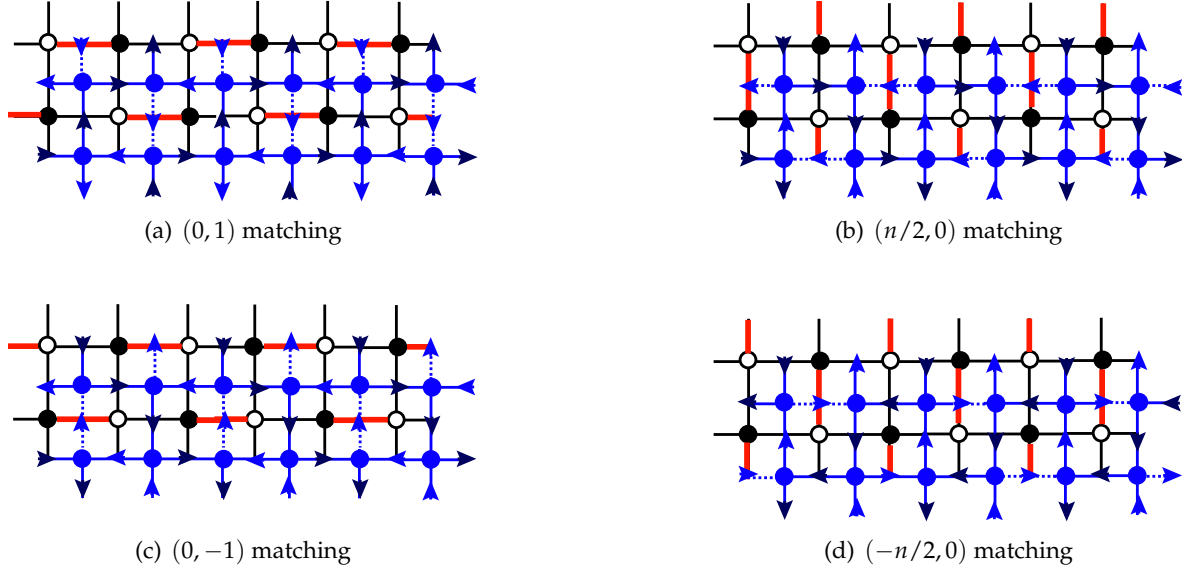 (a) (0, 1) matching
(b) (n/2, 0) matching
(c) (0, −1) matching
(d) (−n/2, 0) matching